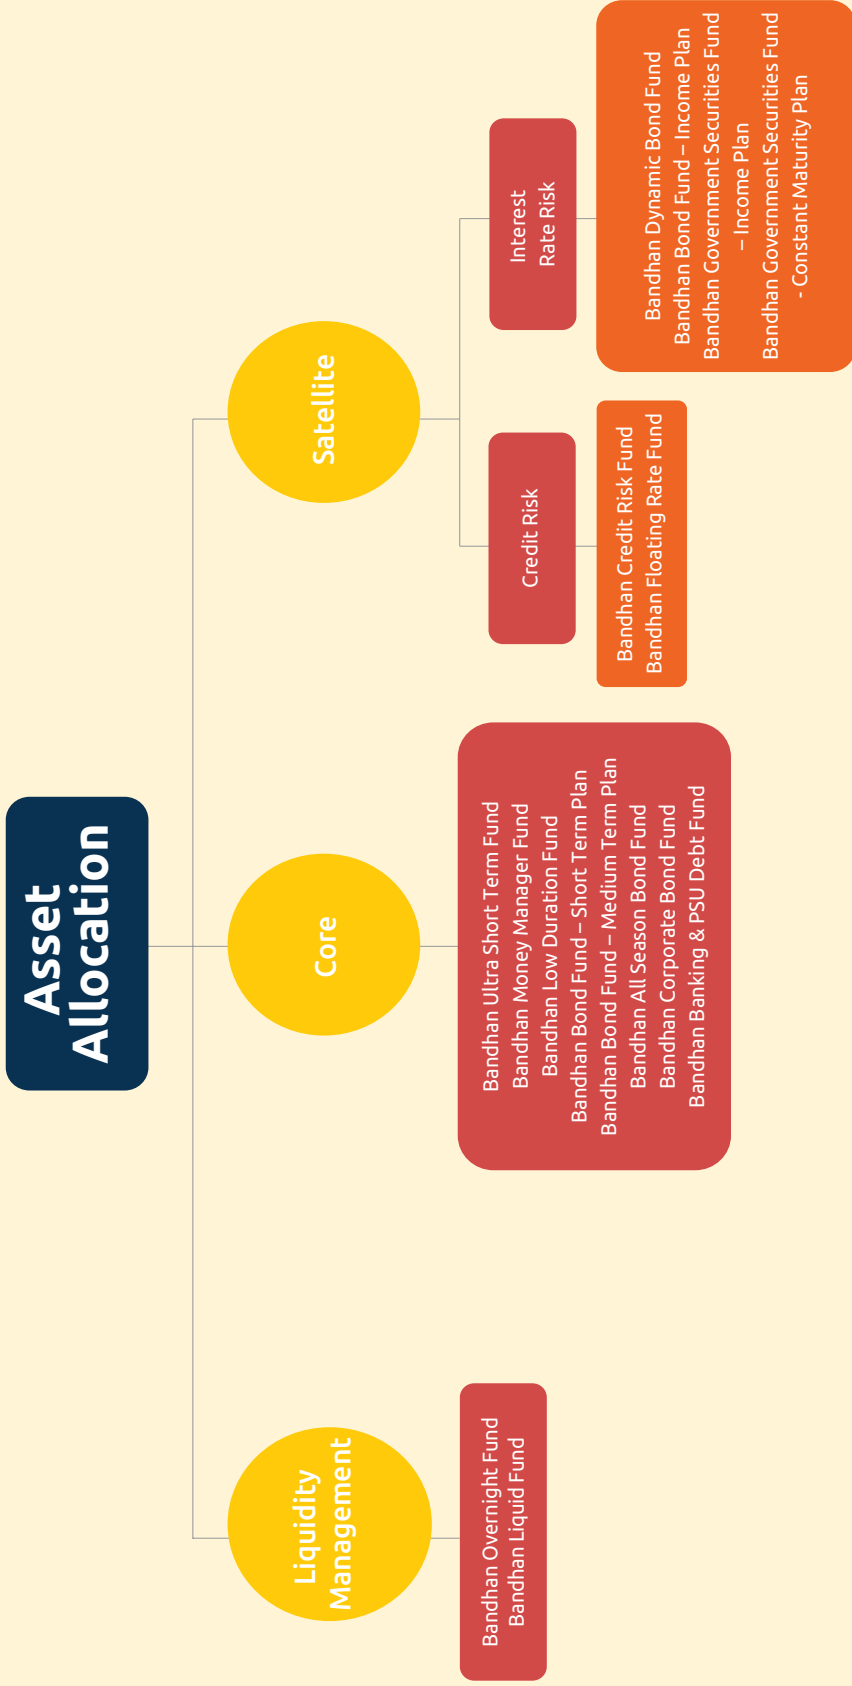 Asset
Allocation
Liquidity
Management
Core
Satellite
Bandhan Overnight Fund
Bandhan Liquid Fund
Bandhan Ultra Short Term Fund
Bandhan Money Manager Fund
Bandhan Low Duration Fund
Bandhan Bond Fund – Short Term Plan
Bandhan Bond Fund – Medium Term Plan
Bandhan All Season Bond Fund
Bandhan Corporate Bond Fund
Bandhan Banking & PSU Debt Fund
Credit Risk
Interest
Rate Risk
Bandhan Credit Risk Fund
Bandhan Floating Rate Fund
Bandhan Dynamic Bond Fund
Bandhan Bond Fund – Income Plan
Bandhan Government Securities Fund
– Income Plan
Bandhan Government Securities Fund
- Constant Maturity Plan